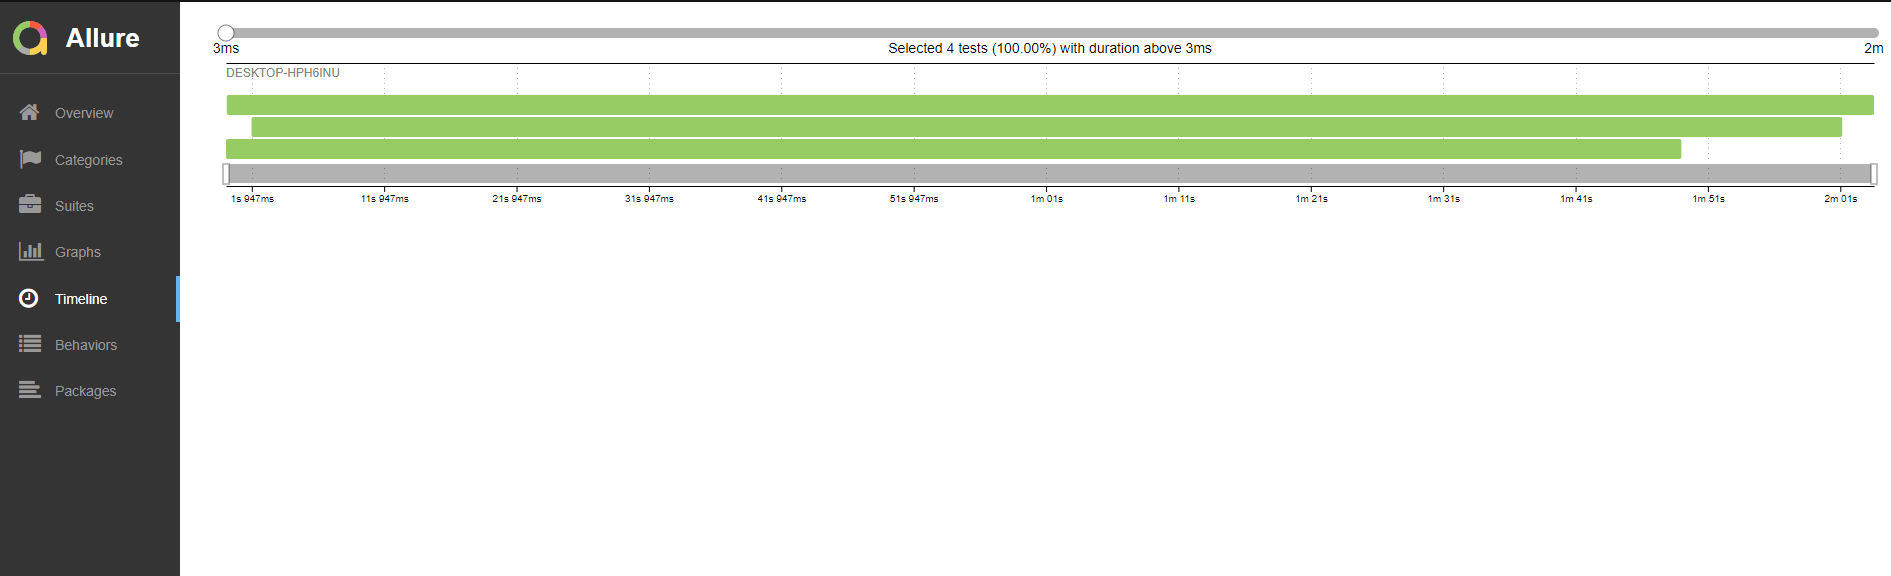 Allure
Overview
Categories
Suites
Graphs
Timeline
Behaviors
Packages
3ms
Selected 4 tests (100.00%) with duration above 3ms
2m
DESKTOP-HPH6INU
1s 947ms
11s 947ms
21s 947ms
31s 947ms
41s 947ms
51s 947ms
1m 01s
1m 11s
1m 21s
1m 31s
1m 41s
1m 51s
2m 01s